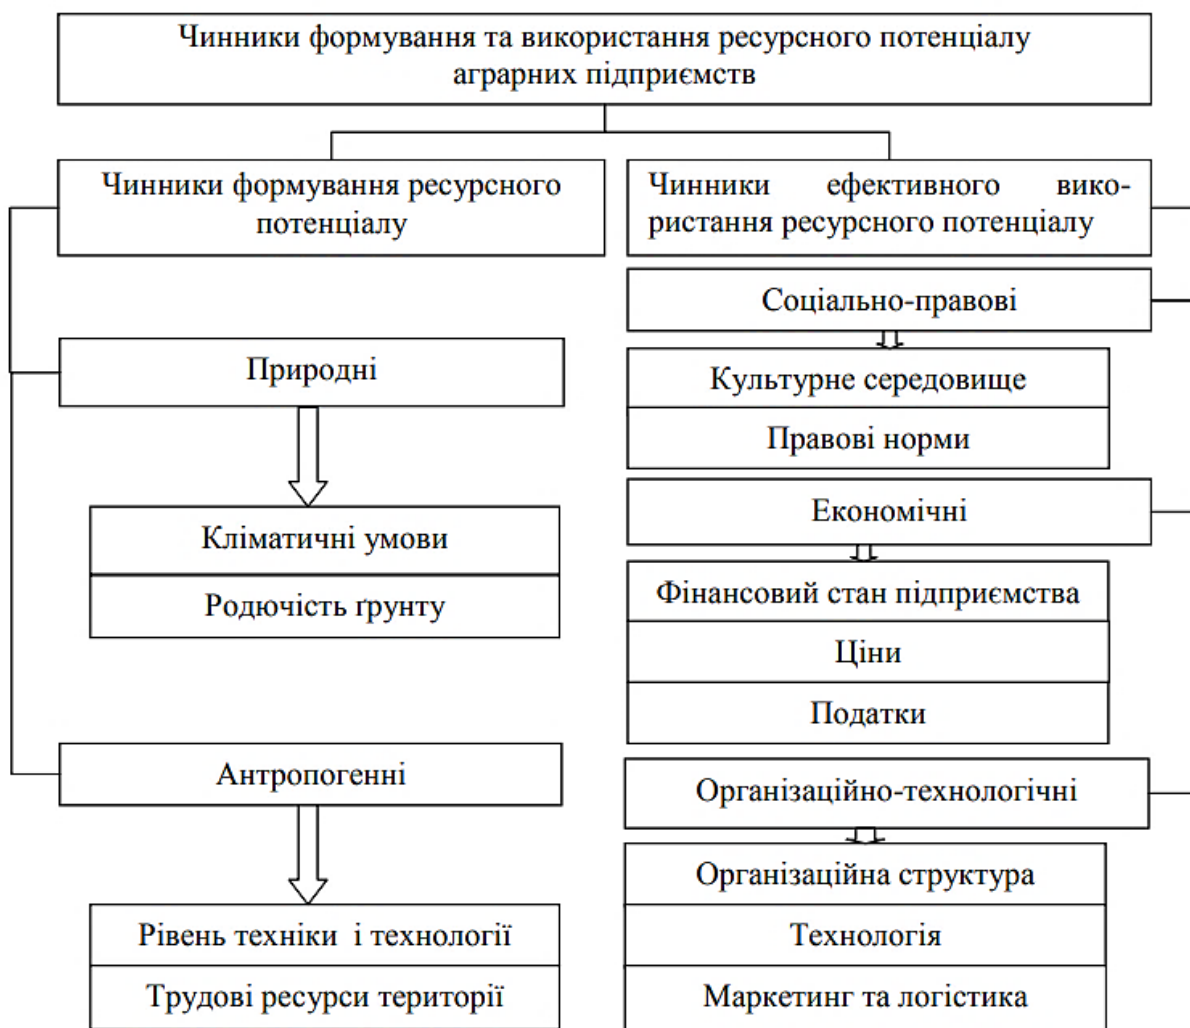 Чинники формування та використання ресурсного потенціалу
аграрних підприємств
Чинники формування ресурсного
потенціалу
Природні
Кліматичні умови
Родючість ґрунту
Антропогенні
Рівень техніки і технології
Трудові ресурси території
Чинники ефективного вико-
ристання ресурсного потенціалу
Соціально-правові
Культурне середовище
Правові норми
Економічні
Фінансовий стан підприємства
Ціни
Податки
Організаційно-технологічні
Організаційна структура
Технологія
Маркетинг та логістика